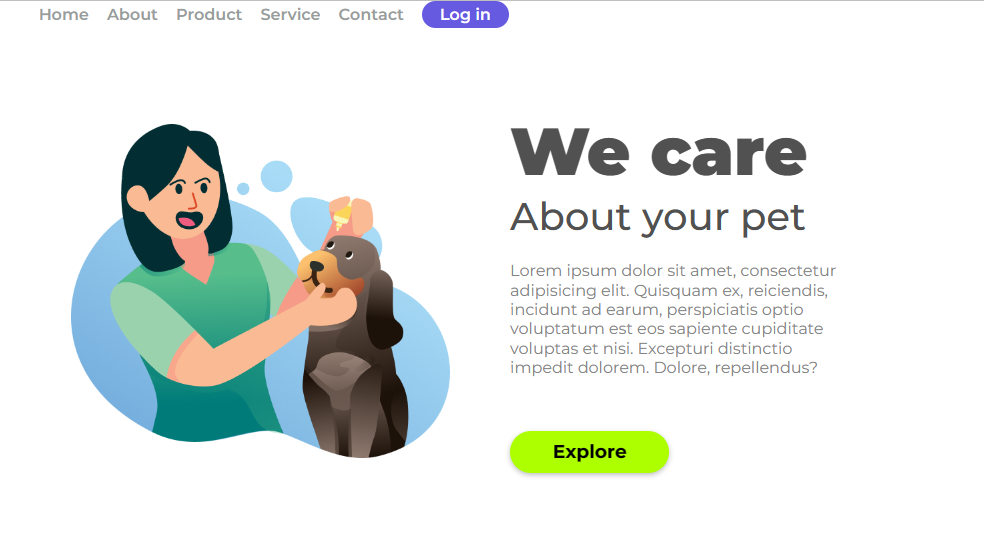 Home About Product Service Contact Log in
We care
About your pet
Lorem ipsum dolor sit amet, consectetur
adipisicing elit. Quisquam ex, reiciendis,
incidunt ad earum, perspiciatis optio
voluptatum est eos sapiente cupiditate
voluptas et nisi. Excepturi distinctio
impedit dolorem. Dolore, repellendus?
Explore